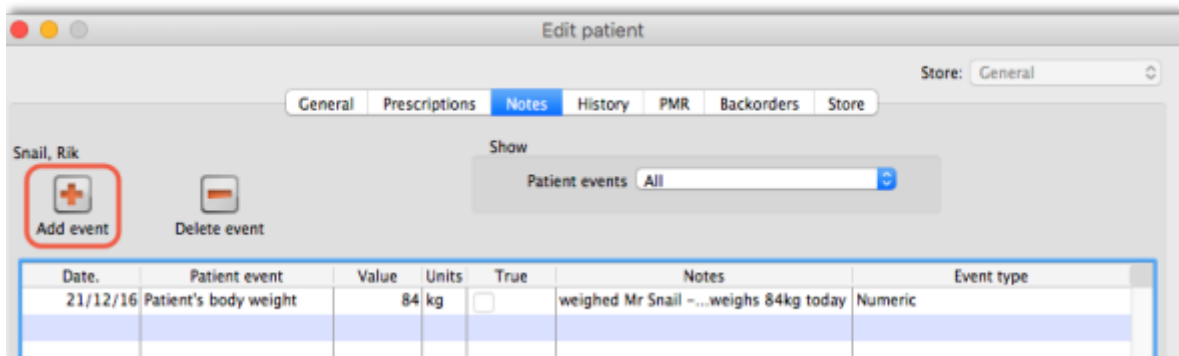 Edit patient
Store: General
General Prescriptions Notes History PMR Backorders Store
Snail, Rik
Show
Patient events All
Add event Delete event
Date. Patient event Value Units True Notes Event type
21/12/16 Patient's body weight 84 kg weighed Mr Snail –...weighs 84kg today Numeric